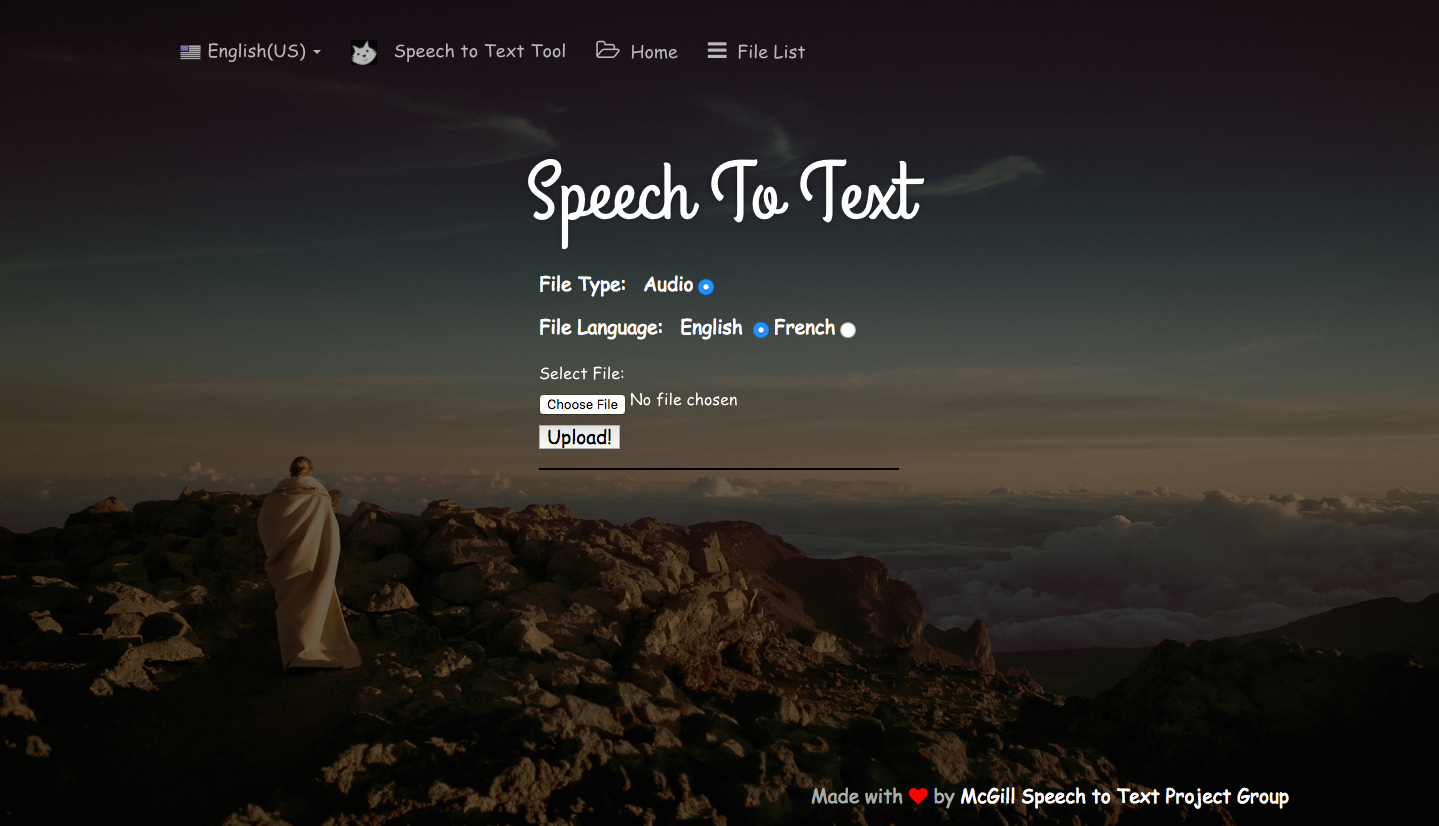 English(US) Speech to Text Tool Home File List
Speech To Text
File Type: Audio
File Language: English French
Select File:
Choose File No file chosen
Upload!
Made with by McGill Speech to Text Project Group